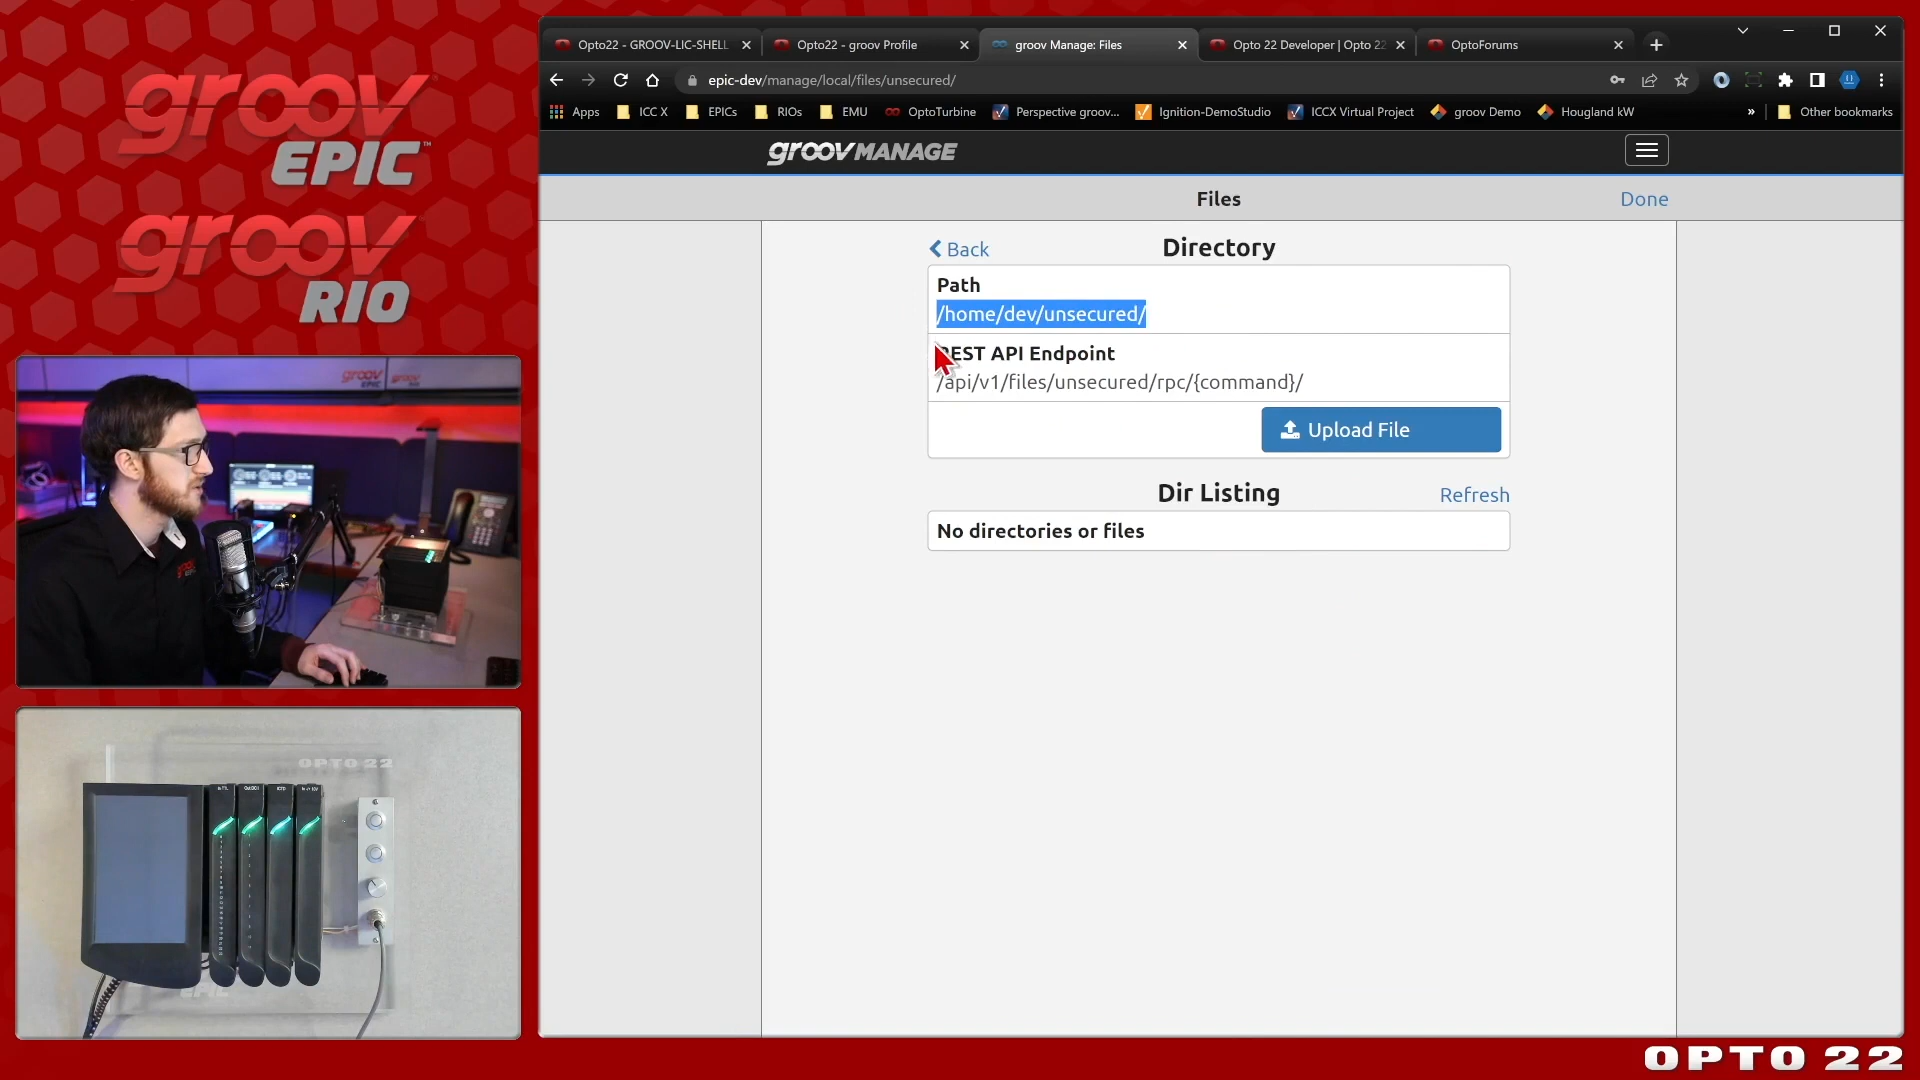 groov
EPIC™
groov
RIO
OPTO 22
Opto22 - GROOV-LIC-SHELL
Opto22 - groov Profile
groov Manage: Files
Opto 22 Developer | Opto 22
OptoForums
epic-dev/manage/local/files/unsecured/
Apps
ICC X
EPICs
RIOs
EMU
OptoTurbine
Perspective groov...
Ignition-DemoStudio
ICCX Virtual Project
groov Demo
Hougland kW
»
Other bookmarks
groov MANAGE
Files
Done
Back
Directory
Path
/home/dev/unsecured/
REST API Endpoint
/api/v1/files/unsecured/rpc/{command}/
Upload File
Dir Listing
Refresh
No directories or files
OPTO 22